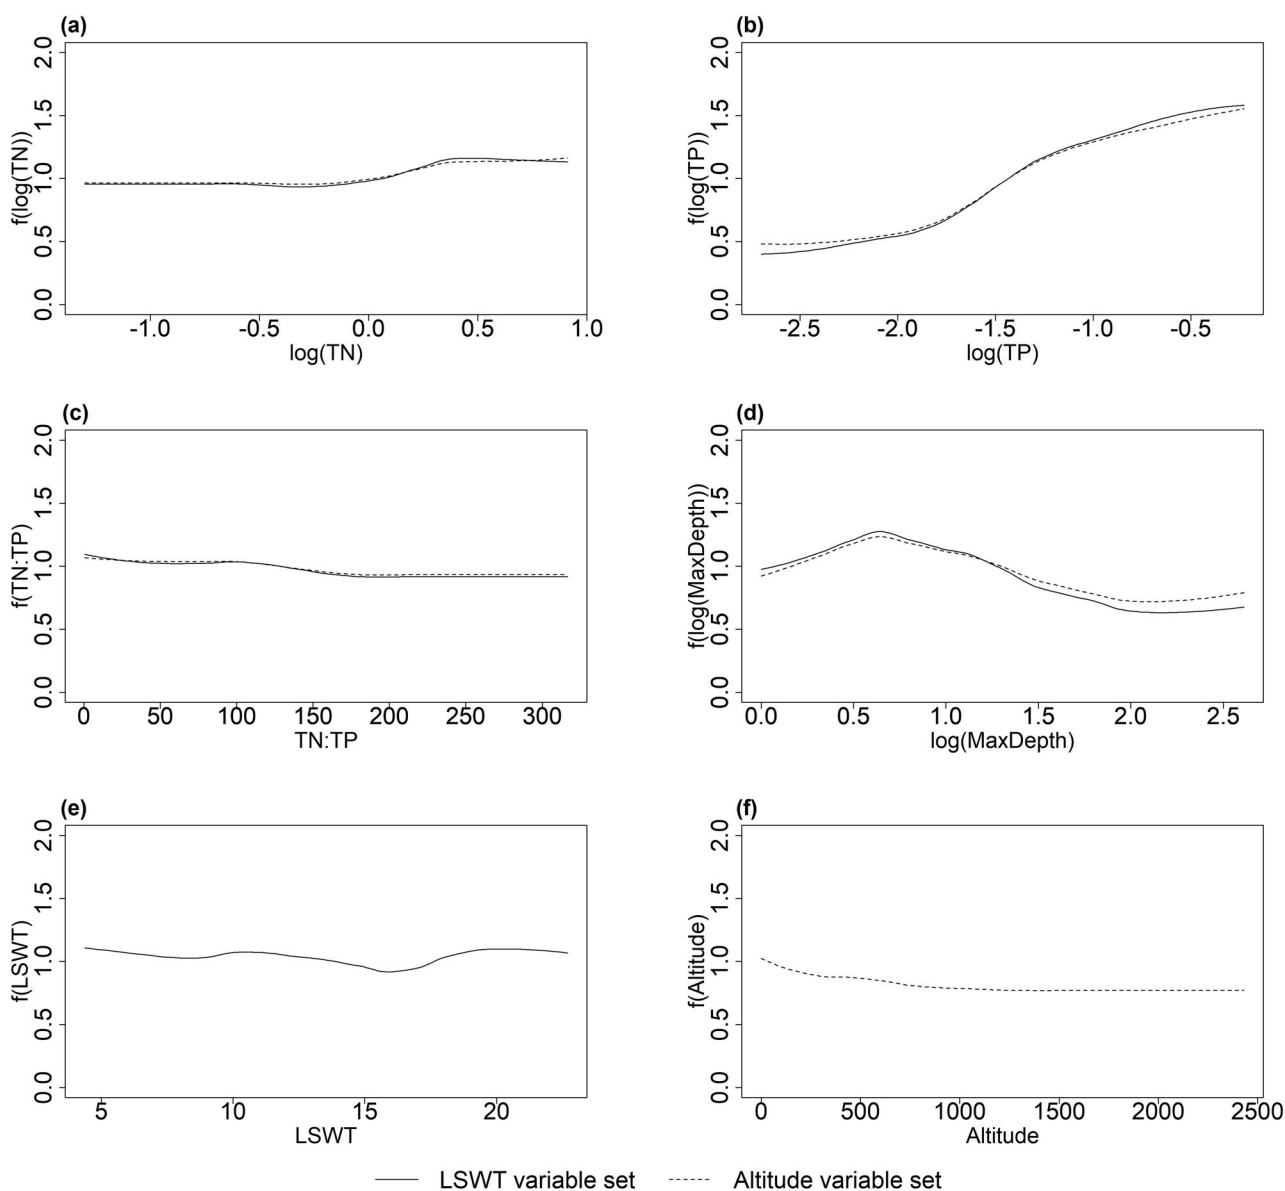 (a)
f(log(TN))
0.0 0.5 1.0 1.5 2.0
-1.0 -0.5 0.0 0.5 1.0
log(TN)
(b)
f(log(TP))
0.0 0.5 1.0 1.5 2.0
-2.5 -2.0 -1.5 -1.0 -0.5
log(TP)
(c)
f(TN:TP)
0.0 0.5 1.0 1.5 2.0
0 50 100 150 200 250 300
TN:TP
(d)
f(log(MaxDepth))
0.0 0.5 1.0 1.5 2.0
0.0 0.5 1.0 1.5 2.0 2.5
log(MaxDepth)
(e)
f(LSWT)
0.0 0.5 1.0 1.5 2.0
5 10 15 20
LSWT
(f)
f(Altitude)
0.0 0.5 1.0 1.5 2.0
0 500 1000 1500 2000 2500
Altitude
LSWT variable set
Altitude variable set